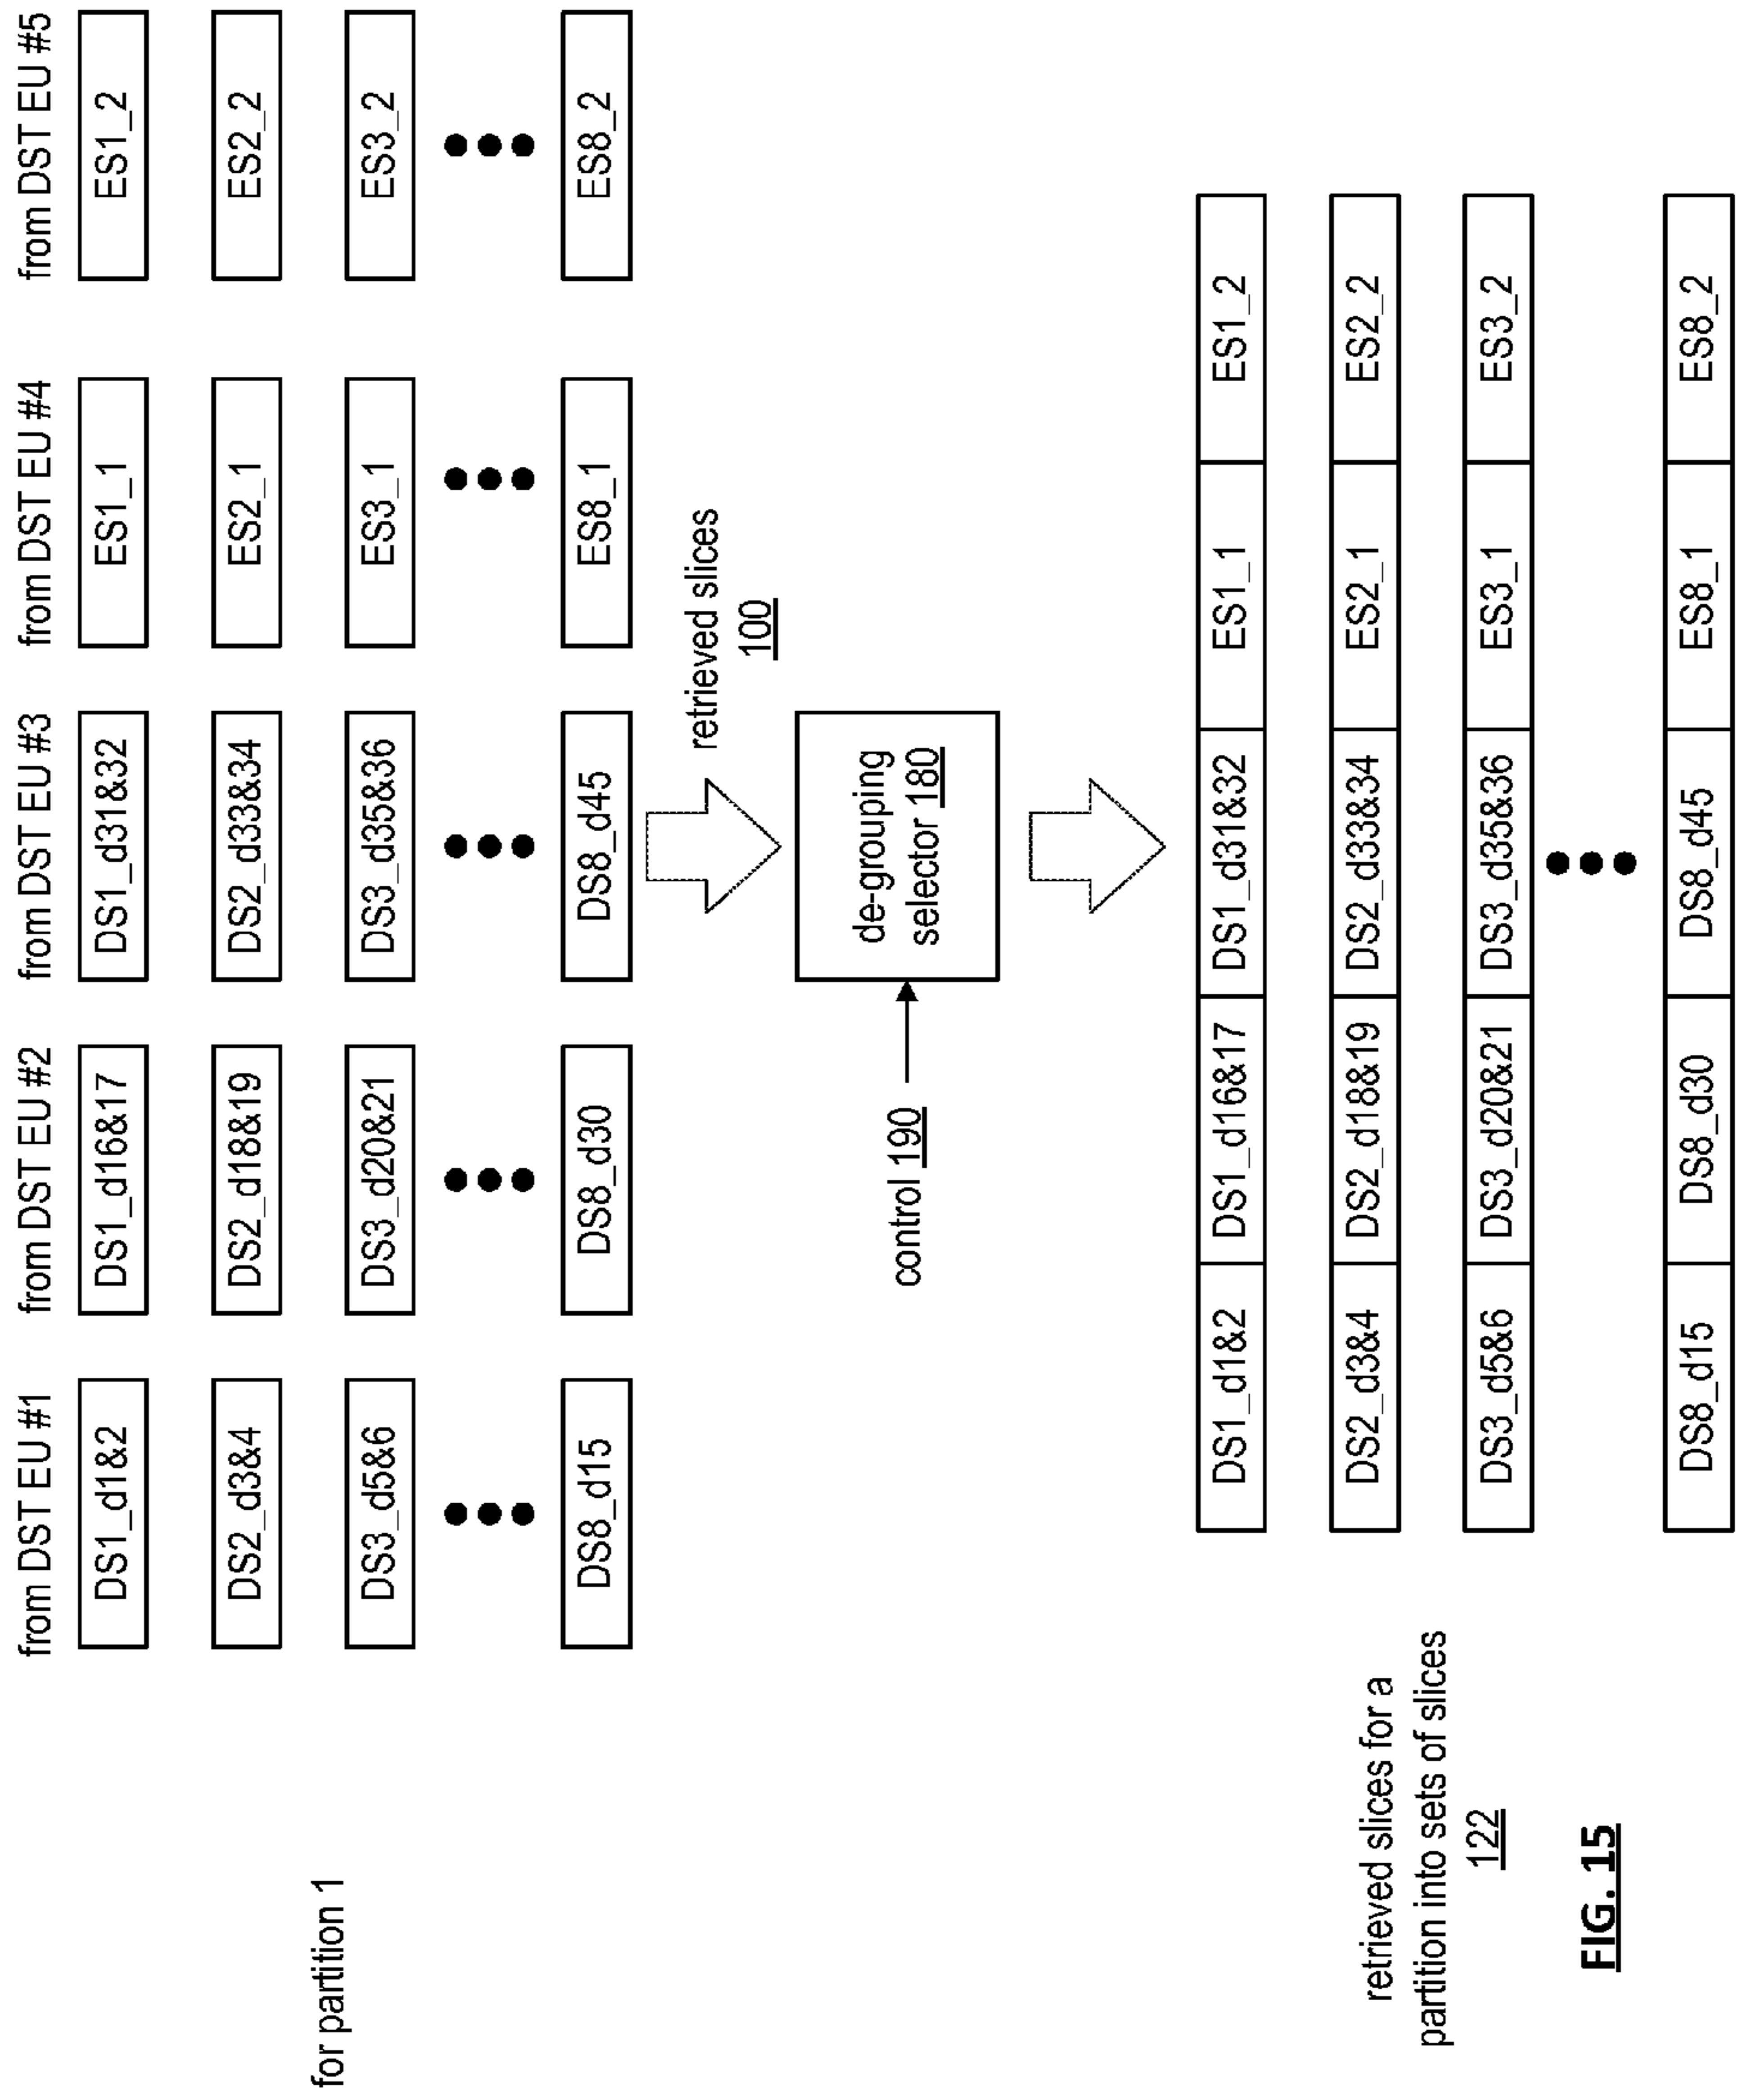 from DST EU #1
from DST EU #2
from DST EU #3
from DST EU #4
from DST EU #5
DS1_d1&2
DS1_d16&17
DS1_d31&32
ES1_1
ES1_2
DS2_d3&4
DS2_d18&19
DS2_d33&34
ES2_1
ES2_2
for partition 1
DS3_d5&6
DS3_d20&21
DS3_d35&36
ES3_1
ES3_2
DS8_d15
DS8_d30
DS8_d45
ES8_1
ES8_2
retrieved slices
100
control 190
de-grouping
selector 180
DS1_d1&2
DS1_d16&17
DS1_d31&32
ES1_1
ES1_2
DS2_d3&4
DS2_d18&19
DS2_d33&34
ES2_1
ES2_2
DS3_d5&6
DS3_d20&21
DS3_d35&36
ES3_1
ES3_2
DS8_d15
DS8_d30
DS8_d45
ES8_1
ES8_2
retrieved slices for a
partition into sets of slices
122
FIG. 15